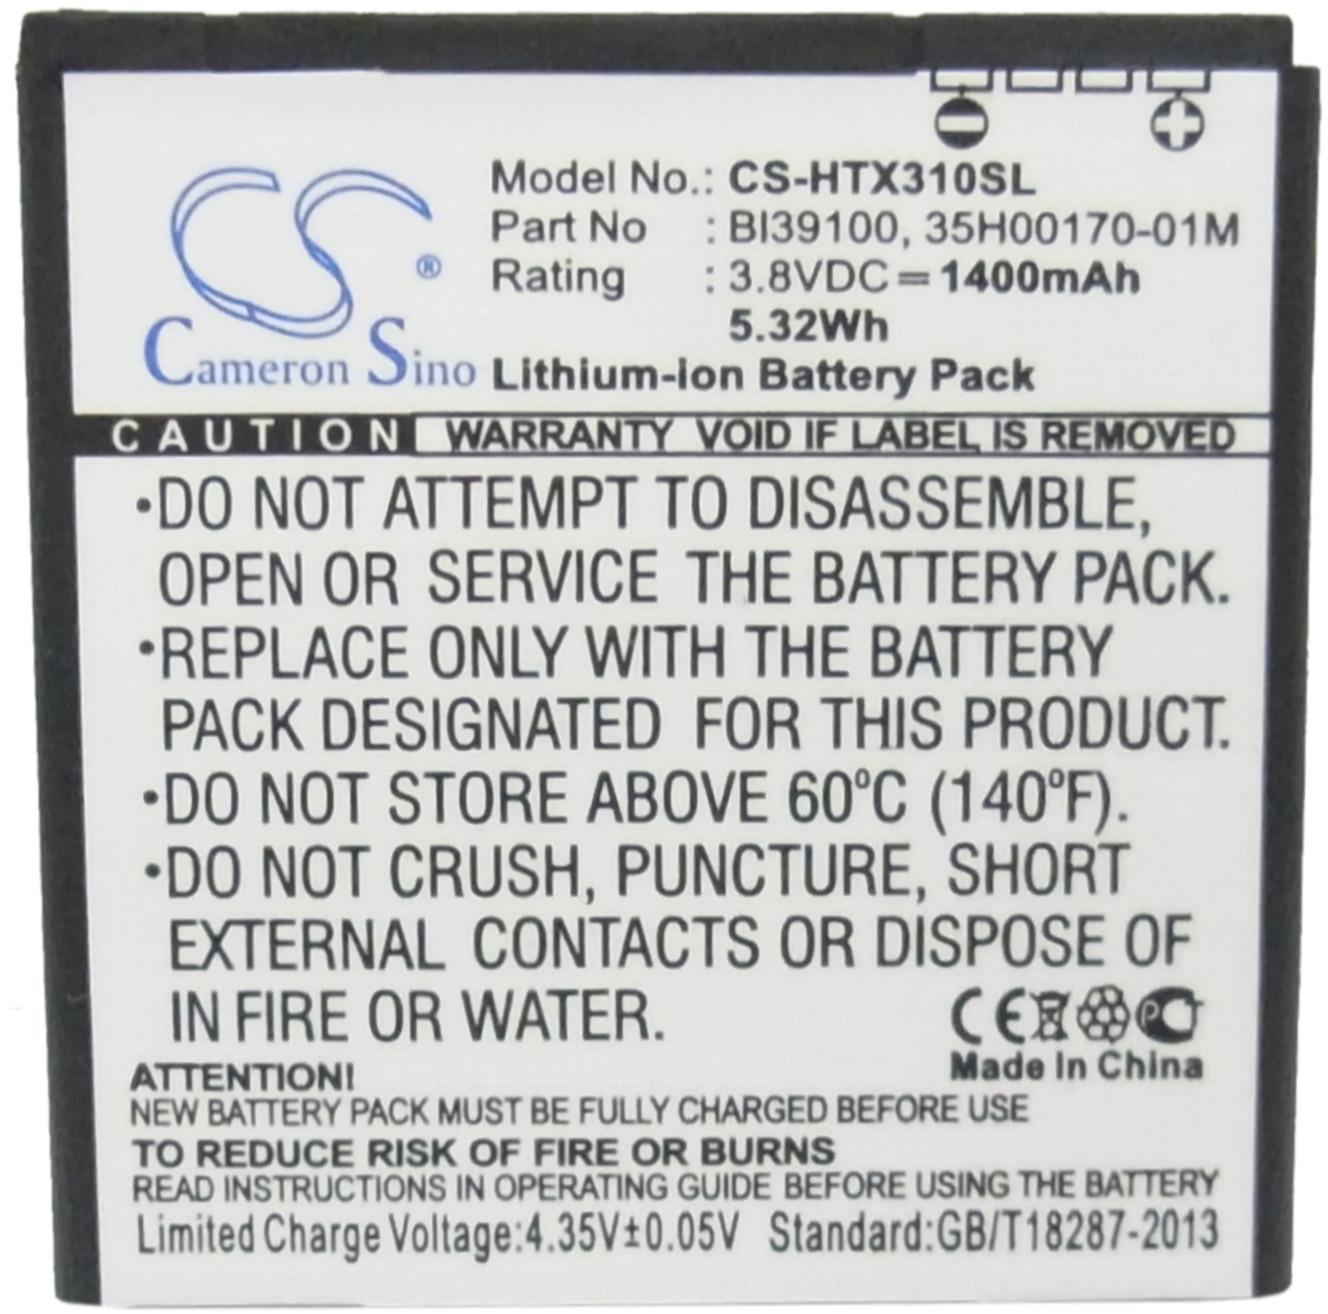 Model No.: CS-HTX310SL
Part No : BI39100, 35H00170-01M
Rating : 3.8VDC = 1400mAh
5.32Wh
CS ®
Cameron Sino
Lithium-ion Battery Pack
CAUTION WARRANTY VOID IF LABEL IS REMOVED
•DO NOT ATTEMPT TO DISASSEMBLE,
OPEN OR SERVICE THE BATTERY PACK.
•REPLACE ONLY WITH THE BATTERY
PACK DESIGNATED FOR THIS PRODUCT.
•DO NOT STORE ABOVE 60°C (140°F).
•DO NOT CRUSH, PUNCTURE, SHORT
EXTERNAL CONTACTS OR DISPOSE OF
IN FIRE OR WATER.
CE PC
Made In China
ATTENTION!
NEW BATTERY PACK MUST BE FULLY CHARGED BEFORE USE
TO REDUCE RISK OF FIRE OR BURNS
READ INSTRUCTIONS IN OPERATING GUIDE BEFORE USING THE BATTERY
Limited Charge Voltage:4.35V±0.05V Standard:GB/T18287-2013